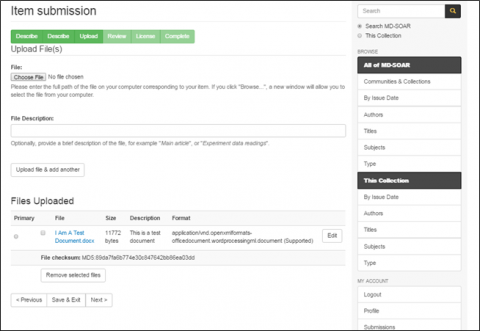 Item submission
Describe Describe Upload Review License Complete
Upload File(s)
File:
Choose File No file chosen
Please enter the full path of the file on your computer corresponding to your item. If you click "Browse...", a new window will allow you to
select the file from your computer.
File Description:
Optionally, provide a brief description of the file, for example "Main article", or "Experiment data readings".
Upload file & add another
Files Uploaded
Primary File Size Description Format
I Am A Test Document.docx 11772 bytes This is a test document application/vnd.openxmlformats-officedocument.wordprocessingml.document (Supported) Edit
File checksum:
Remove selected files
< Previous Save & Exit Next >
Search
Search MD-SOAR
This Collection
BROWSE
All of MD-SOAR
Communities & Collections
By Issue Date
Authors
Titles
Subjects
Type
This Collection
By Issue Date
Authors
Titles
Subjects
Type
MY ACCOUNT
Logout
Profile
Submissions